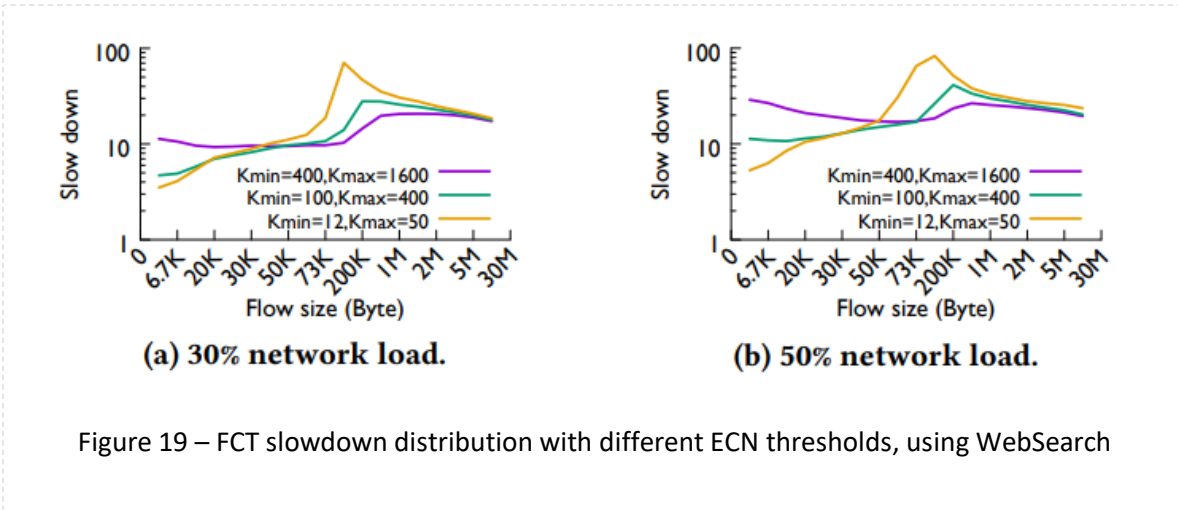 100
10
1
Slow down
Kmin=400,Kmax=1600
Kmin=100,Kmax=400
Kmin=12,Kmax=50
0 6.7K 20K 30K 50K 73K 200K 1M 2M 5M 30M
Flow size (Byte)
(a) 30% network load.
100
10
1
Slow down
Kmin=400,Kmax=1600
Kmin=100,Kmax=400
Kmin=12,Kmax=50
0 6.7K 20K 30K 50K 73K 200K 1M 2M 5M 30M
Flow size (Byte)
(b) 50% network load.
Figure 19 – FCT slowdown distribution with different ECN thresholds, using WebSearch